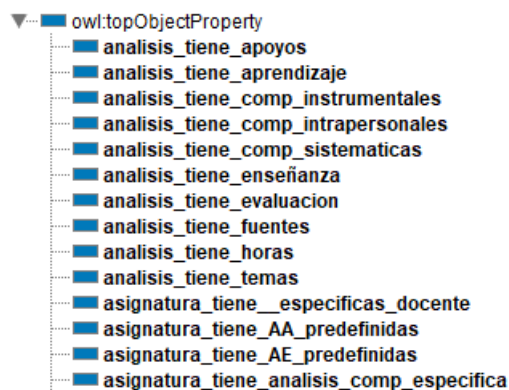 owl:topObjectProperty
analisis_tiene_apoyos
analisis_tiene_aprendizaje
analisis_tiene_comp_instrumentales
analisis_tiene_comp_intrapersonales
analisis_tiene_comp_sistematicas
analisis_tiene_enseñanza
analisis_tiene_evaluacion
analisis_tiene_fuentes
analisis_tiene_horas
analisis_tiene_temas
asignatura_tiene__especificas_docente
asignatura_tiene_AA_predefinidas
asignatura_tiene_AE_predefinidas
asignatura_tiene_analisis_comp_especifica